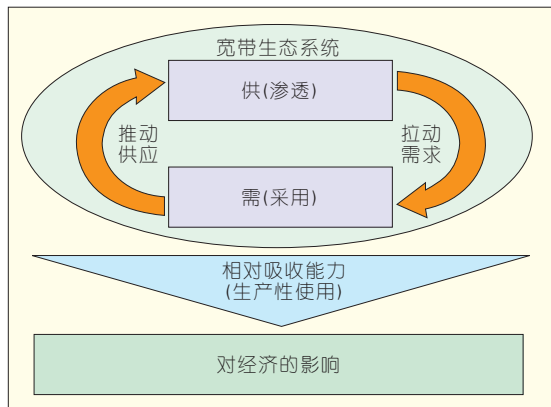 宽带生态系统
供(渗透)
推动
供应
拉动
需求
需(采用)
相对吸收能力
(生产性使用)
对经济的影响